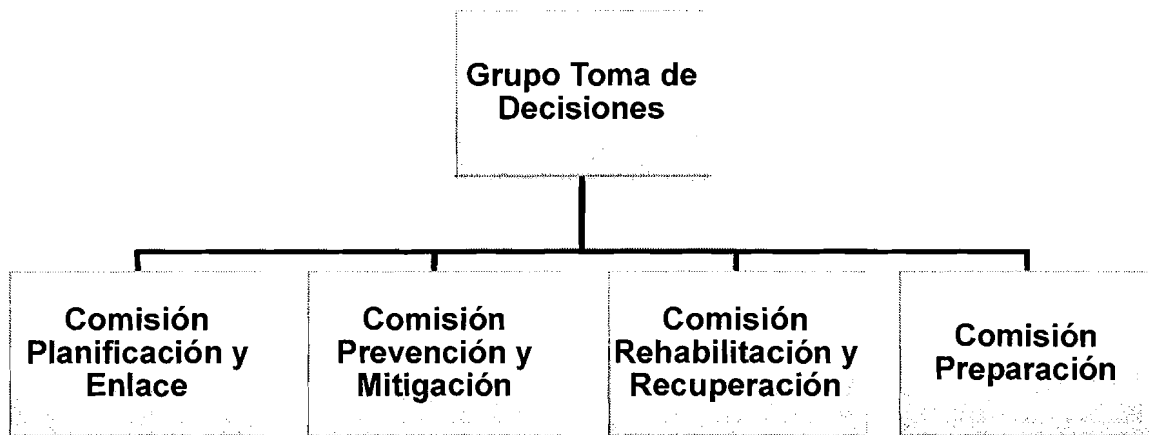 Grupo Toma de
Decisiones
Comisión
Planificación y
Enlace
Comisión
Prevención y
Mitigación
Comisión
Rehabilitación y
Recuperación
Comisión
Preparación